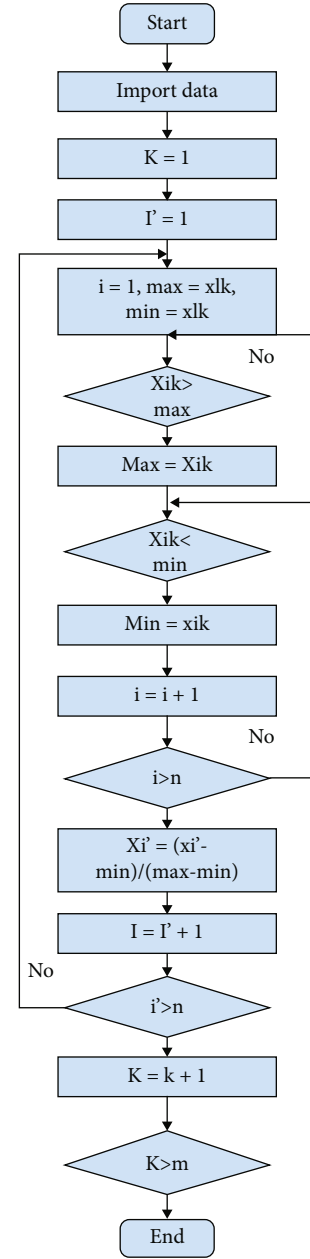 Start
Import data
K = 1
I’ = 1
i = 1, max = xlk,
min = xlk
No
Xik>
max
Max = Xik
Xik<
min
Min = xik
i = i + 1
No
i>n
Xi’ = (xi’-
min)/(max-min)
I = I’ + 1
No
i’>n
K = k + 1
K>m
End